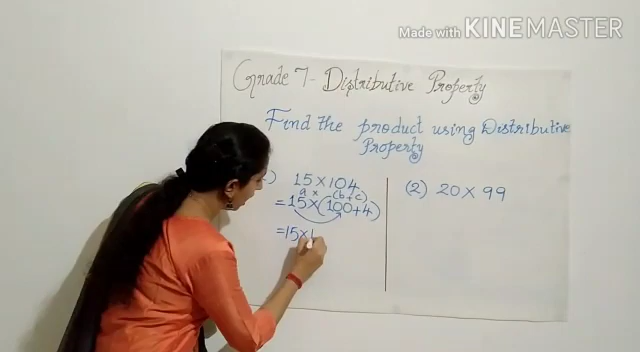 Made with KINEMASTER
Grade 7- Distributive Property
Find the product using Distributive
Property
) 15 × 104
a × (b+c)
= 15 × (100+4)
= 15 × 1
(2) 20 × 99